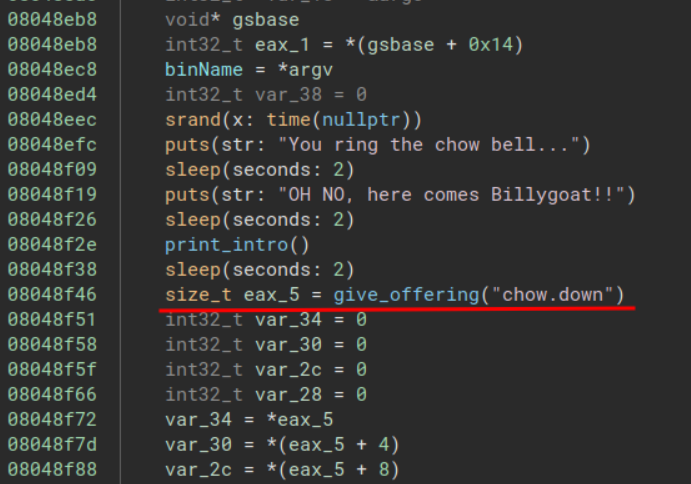 08048eb8 void* gsbase
08048eb8 int32_t eax_1 = *(gsbase + 0x14)
08048ec8 binName = *argv
08048ed4 int32_t var_38 = 0
08048eec srand(x: time(nullptr))
08048efc puts(str: "You ring the chow bell...")
08048f09 sleep(seconds: 2)
08048f19 puts(str: "OH NO, here comes Billygoat!!")
08048f26 sleep(seconds: 2)
08048f2e print_intro()
08048f38 sleep(seconds: 2)
08048f46 size_t eax_5 = give_offering("chow.down")
08048f51 int32_t var_34 = 0
08048f58 int32_t var_30 = 0
08048f5f int32_t var_2c = 0
08048f66 int32_t var_28 = 0
08048f72 var_34 = *eax_5
08048f7d var_30 = *(eax_5 + 4)
08048f88 var_2c = *(eax_5 + 8)